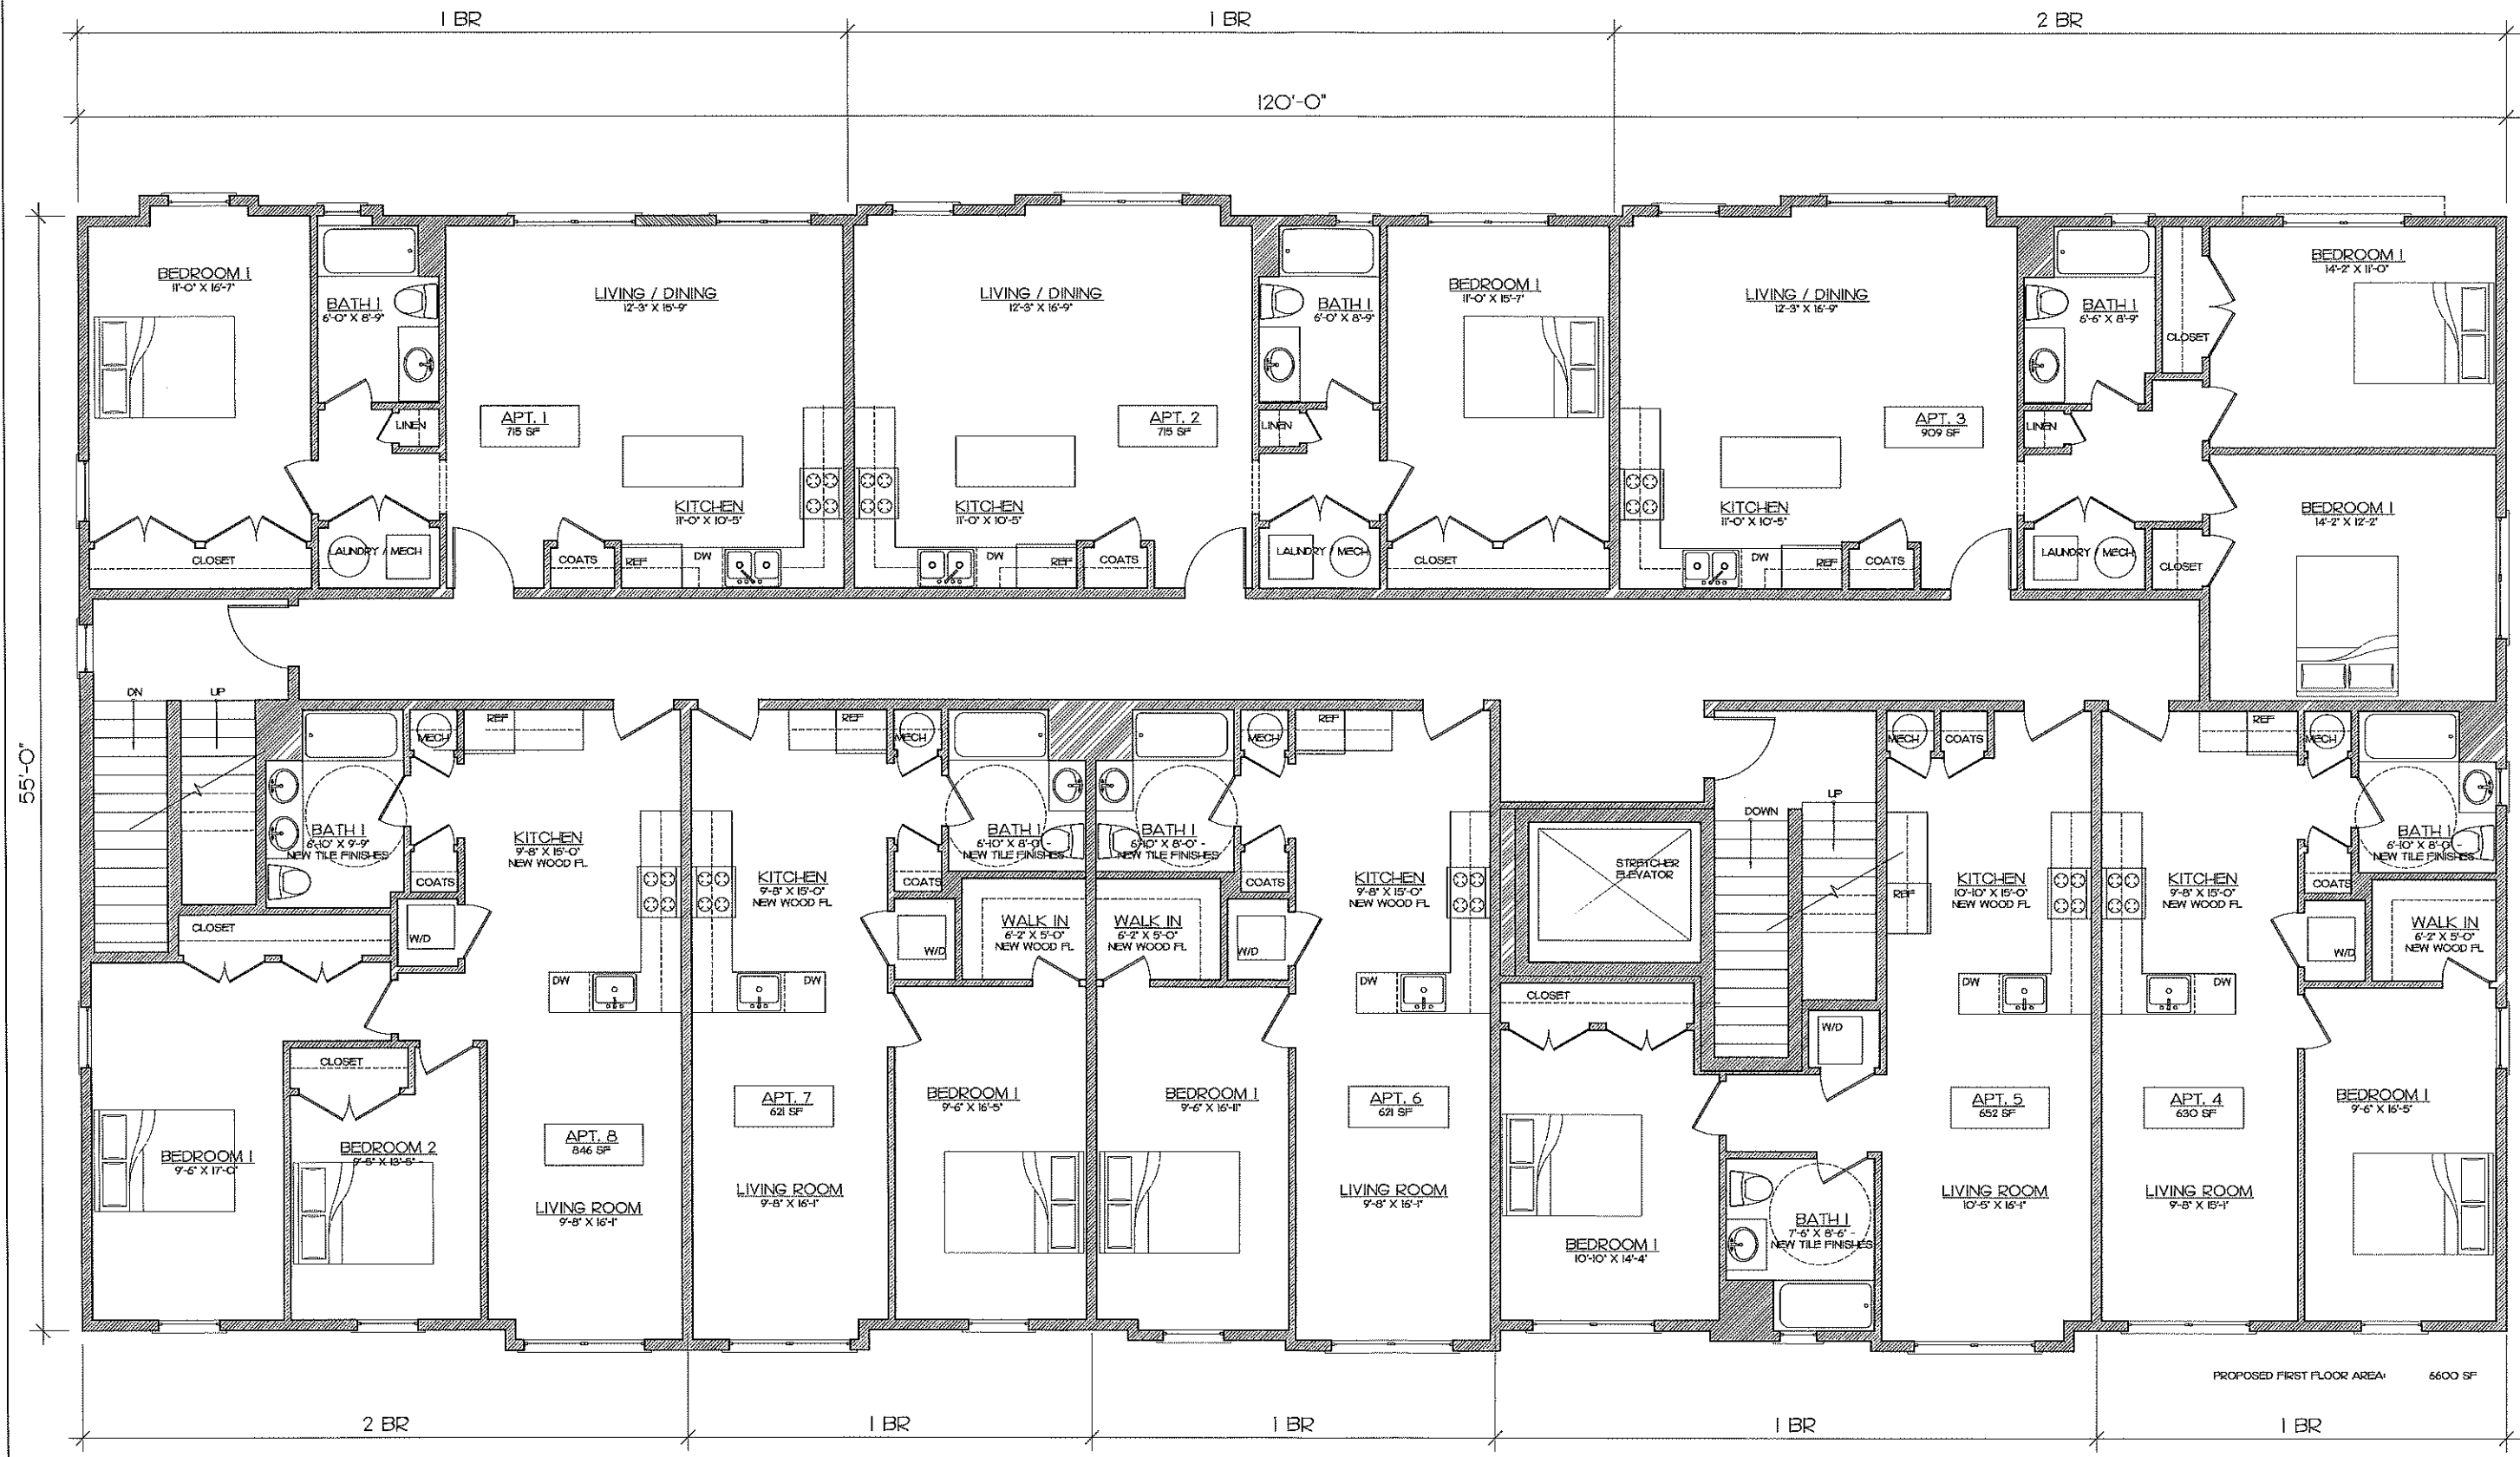 1 BR
1 BR
2 BR
120'-0"
55'-0"
BEDROOM 1
11'-0" X 16'-7"
BATH 1
6'-0" X 8'-9"
LINEN
LIVING / DINING
12'-3" X 15'-9"
APT. 1
715 SF
KITCHEN
11'-0" X 10'-5"
CLOSET
LAUNDRY / MECH
COATS
REF
DW
LIVING / DINING
12'-3" X 16'-9"
APT. 2
715 SF
KITCHEN
11'-0" X 10'-5"
DW
REF
COATS
BATH 1
6'-0" X 8'-9"
LINEN
LAUNDRY / MECH
BEDROOM 1
11'-0" X 15'-7"
CLOSET
LIVING / DINING
12'-3" X 16'-9"
APT. 3
909 SF
KITCHEN
11'-0" X 10'-5"
DW
REF
COATS
BATH 1
6'-6" X 8'-9"
LINEN
LAUNDRY / MECH
CLOSET
CLOSET
BEDROOM 1
14'-2" X 11'-0"
BEDROOM 1
14'-2" X 12'-2"
DN
UP
BATH 1
6'-10" X 9'-9"
NEW TILE FINISHES
MECH
REF
KITCHEN
9'-8" X 15'-0"
NEW WOOD FL
COATS
CLOSET
W/D
DW
CLOSET
BEDROOM 1
9'-6" X 17'-0"
BEDROOM 2
9'-5" X 13'-5" -
APT. 8
846 SF
LIVING ROOM
9'-8" X 16'-1"
REF
MECH
KITCHEN
9'-8" X 15'-0"
NEW WOOD FL
BATH 1
6'-10" X 8'-0" -
NEW TILE FINISHES
COATS
W/D
WALK IN
6'-2" X 5'-0"
NEW WOOD FL
DW
APT. 7
621 SF
BEDROOM 1
9'-6" X 16'-5"
LIVING ROOM
9'-8" X 16'-1"
MECH
REF
BATH 1
6'-10" X 8'-0" -
NEW TILE FINISHES
COATS
KITCHEN
9'-8" X 15'-0"
NEW WOOD FL
WALK IN
6'-2" X 5'-0"
NEW WOOD FL
W/D
DW
BEDROOM 1
9'-6" X 16'-11"
APT. 6
621 SF
LIVING ROOM
9'-8" X 16'-1"
STRETCHER
ELEVATOR
DOWN
UP
CLOSET
W/D
BEDROOM 1
10'-10" X 14'-4"
BATH 1
7'-6" X 8'-6" -
NEW TILE FINISHES
MECH
COATS
REF
KITCHEN
10'-10" X 15'-0"
NEW WOOD FL
DW
APT. 5
652 SF
LIVING ROOM
10'-5" X 16'-1"
REF
MECH
BATH 1
6'-10" X 8'-0" -
NEW TILE FINISHES
KITCHEN
9'-8" X 15'-0"
NEW WOOD FL
COATS
W/D
WALK IN
6'-2" X 5'-0"
NEW WOOD FL
DW
APT. 4
630 SF
BEDROOM 1
9'-6" X 16'-5"
LIVING ROOM
9'-8" X 15'-1"
PROPOSED FIRST FLOOR AREA: 6600 SF
2 BR
1 BR
1 BR
1 BR
1 BR